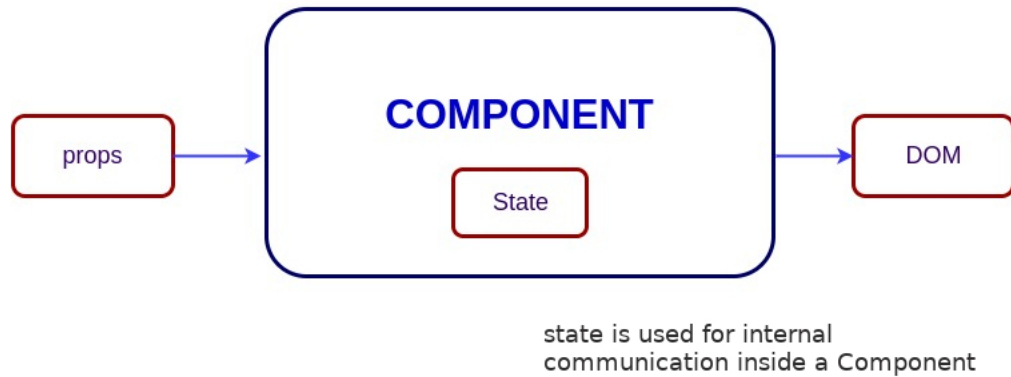 COMPONENT
props
State
DOM
state is used for internal
communication inside a Component